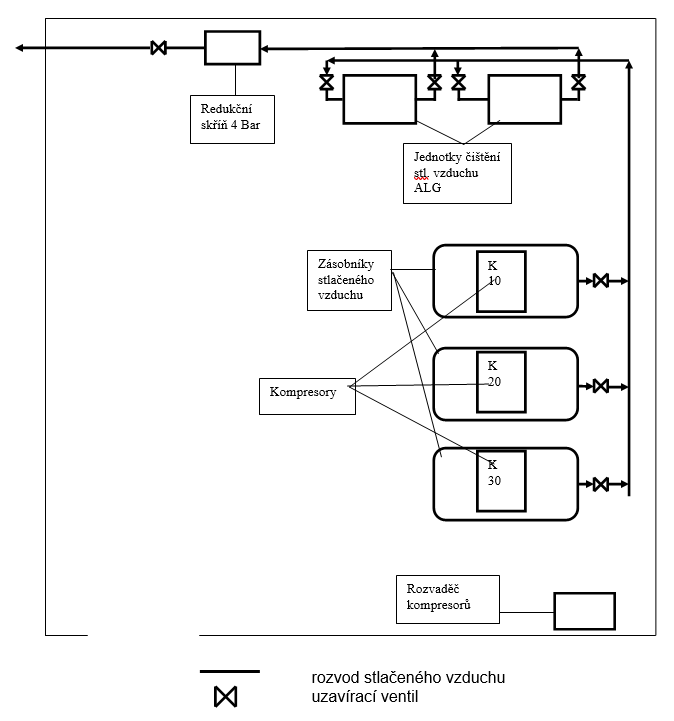 Redukční
skříň 4 Bar
Jednotky čištění
stl. vzduchu
ALG
Zásobníky
stlačeného
vzduchu
K
10
K
20
Kompresory
K
30
Rozvaděč
kompresorů
rozvod stlačeného vzduchu
uzavírací ventil